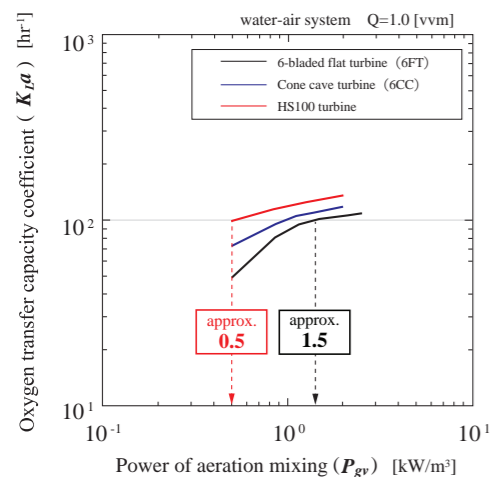 water-air system Q=1.0 [vvm]
10³
6-bladed flat turbine (6FT)
Cone cave turbine (6CC)
HS100 turbine
Oxygen transfer capacity coefficient (K_La) [hr⁻¹]
10²
approx.
0.5
approx.
1.5
10¹
10⁻¹
10⁰
10¹
Power of aeration mixing (P_gv) [kW/m³]